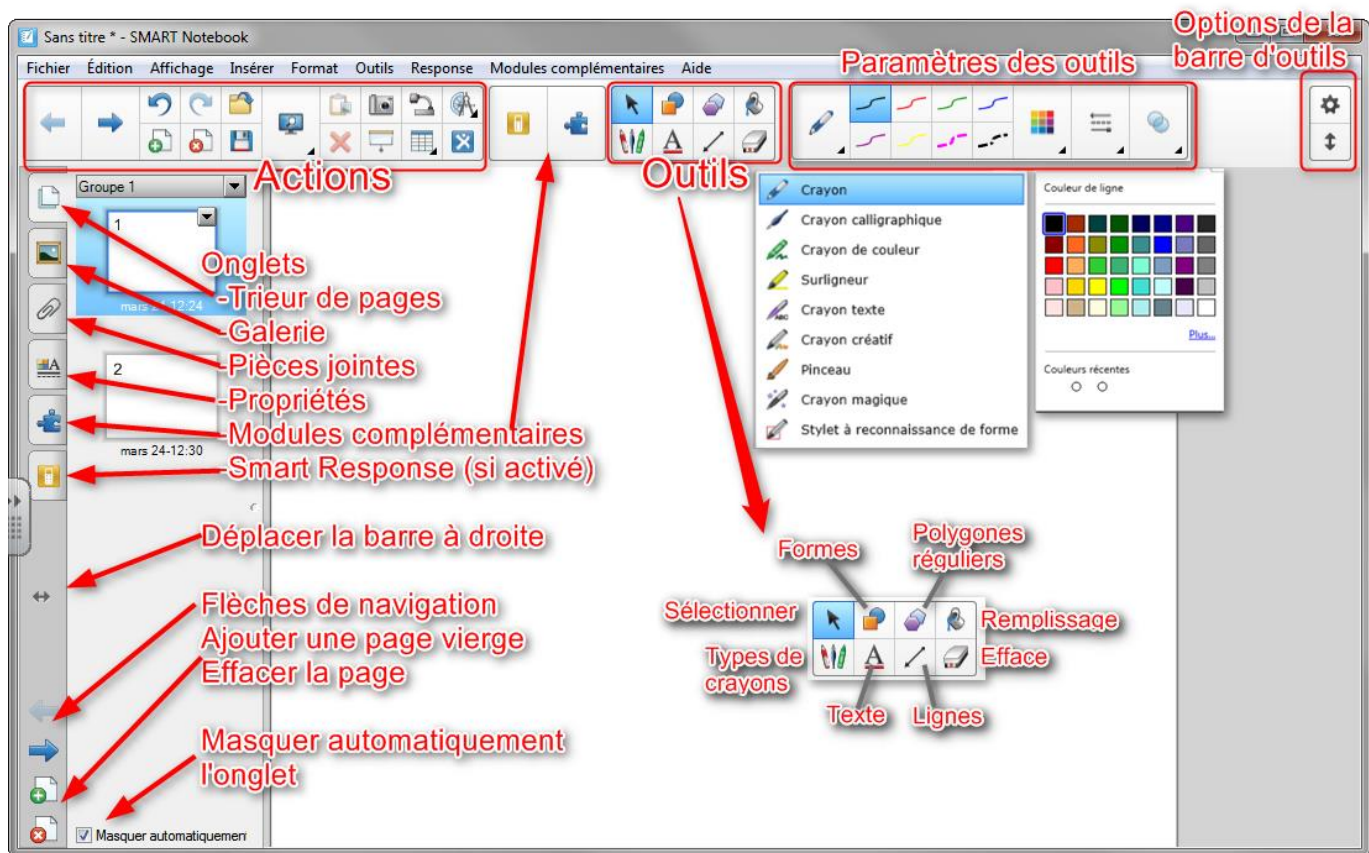 Sans titre * - SMART Notebook
Options de la
barre d'outils
Fichier Édition Affichage Insérer Format Outils Response Modules complémentaires Aide
Paramètres des outils
Actions
Outils
Groupe 1
1
mars 24-12:24
2
mars 24-12:30
Onglets
-Trieur de pages
-Galerie
-Pièces jointes
-Propriétés
-Modules complémentaires
-Smart Response (si activé)
Déplacer la barre à droite
Flèches de navigation
Ajouter une page vierge
Effacer la page
Masquer automatiquement
l'onglet
Masquer automatiquement
Crayon
Crayon calligraphique
Crayon de couleur
Surligneur
Crayon texte
Crayon créatif
Pinceau
Crayon magique
Stylet à reconnaissance de forme
Couleur de ligne
Plus...
Couleurs récentes
Formes
Polygones
réguliers
Sélectionner
Remplissage
Types de
crayons
Efface
Texte
Lignes